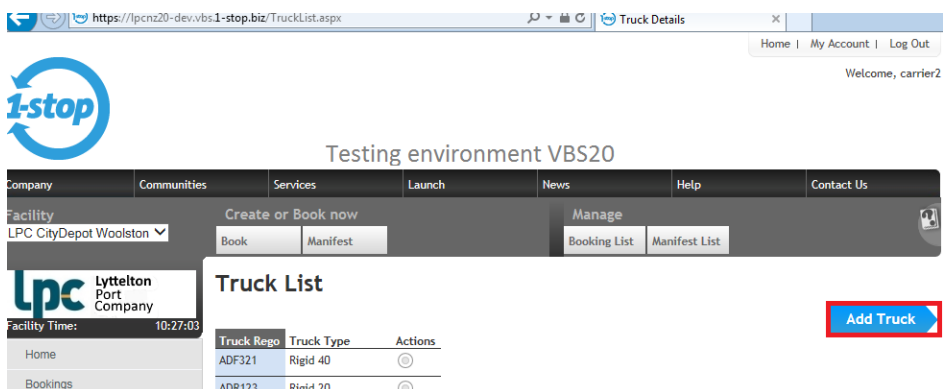 https://lpcnz20-dev.vbs.1-stop.biz/TruckList.aspx
Truck Details
Home | My Account | Log Out
Welcome, carrier2
1-stop
Testing environment VBS20
Company Communities Services Launch News Help Contact Us
Facility Create or Book now Manage
LPC CityDepot Woolston
Book Manifest Booking List Manifest List
lpc Lyttelton
Port
Company
Truck List
Add Truck
Facility Time: 10:27:03
Truck Rego Truck Type Actions
Home
ADF321 Rigid 40
Bookings
ADR123 Rigid 20